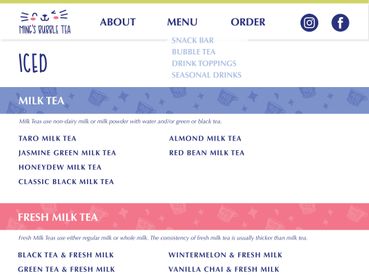 MING'S BUBBLE TEA
ABOUT MENU ORDER
SNACK BAR
BUBBLE TEA
DRINK TOPPINGS
SEASONAL DRINKS
ICED
MILK TEA
Milk Teas use non-dairy milk or milk powder with water and/or green or black tea.
TARO MILK TEA ALMOND MILK TEA
JASMINE GREEN MILK TEA RED BEAN MILK TEA
HONEYDEW MILK TEA
CLASSIC BLACK MILK TEA
FRESH MILK TEA
Fresh Milk Teas use either regular milk or whole milk. The consistency of fresh milk tea is usually thicker than milk tea.
BLACK TEA & FRESH MILK WINTERMELON & FRESH MILK
GREEN TEA & FRESH MILK VANILLA CHAI & FRESH MILK